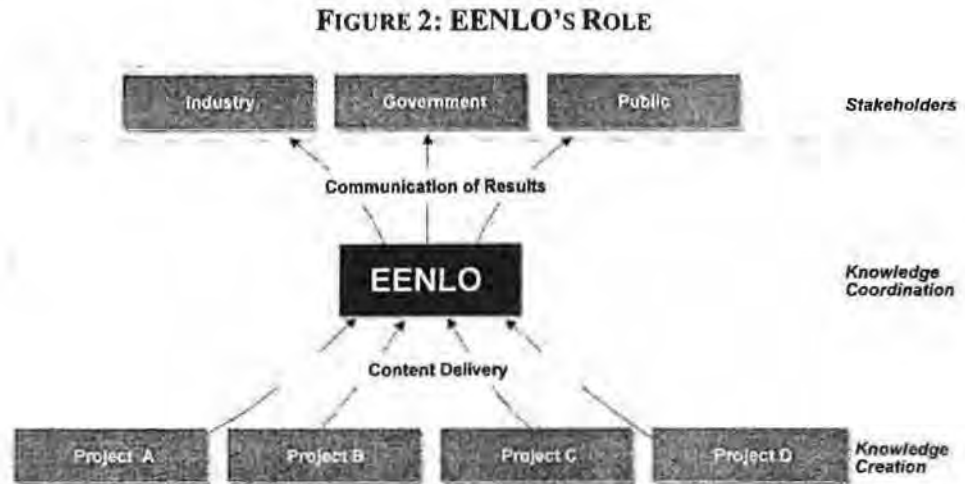 FIGURE 2: EENLO'S ROLE
Industry Government Public Stakeholders
Communication of Results
EENLO
Knowledge
Coordination
Content Delivery
Project A Project B Project C Project D
Knowledge
Creation